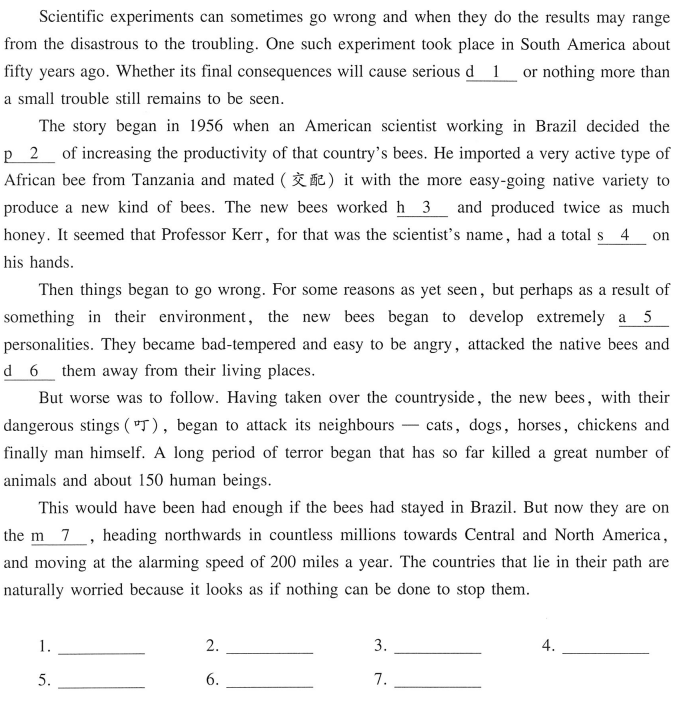 Scientific experiments can sometimes go wrong and when they do the results may range
from the disastrous to the troubling. One such experiment took place in South America about
fifty years ago. Whether its final consequences will cause serious d 1 or nothing more than
a small trouble still remains to be seen.
The story began in 1956 when an American scientist working in Brazil decided the
p 2 of increasing the productivity of that country's bees. He imported a very active type of
African bee from Tanzania and mated (交配) it with the more easy-going native variety to
produce a new kind of bees. The new bees worked h 3 and produced twice as much
honey. It seemed that Professor Kerr, for that was the scientist's name, had a total s 4 on
his hands.
Then things began to go wrong. For some reasons as yet seen, but perhaps as a result of
something in their environment, the new bees began to develop extremely a 5
personalities. They became bad-tempered and easy to be angry, attacked the native bees and
d 6 them away from their living places.
But worse was to follow. Having taken over the countryside, the new bees, with their
dangerous stings (叮), began to attack its neighbours — cats, dogs, horses, chickens and
finally man himself. A long period of terror began that has so far killed a great number of
animals and about 150 human beings.
This would have been had enough if the bees had stayed in Brazil. But now they are on
the m 7 , heading northwards in countless millions towards Central and North America,
and moving at the alarming speed of 200 miles a year. The countries that lie in their path are
naturally worried because it looks as if nothing can be done to stop them.
1. 2. 3. 4.
5. 6. 7.